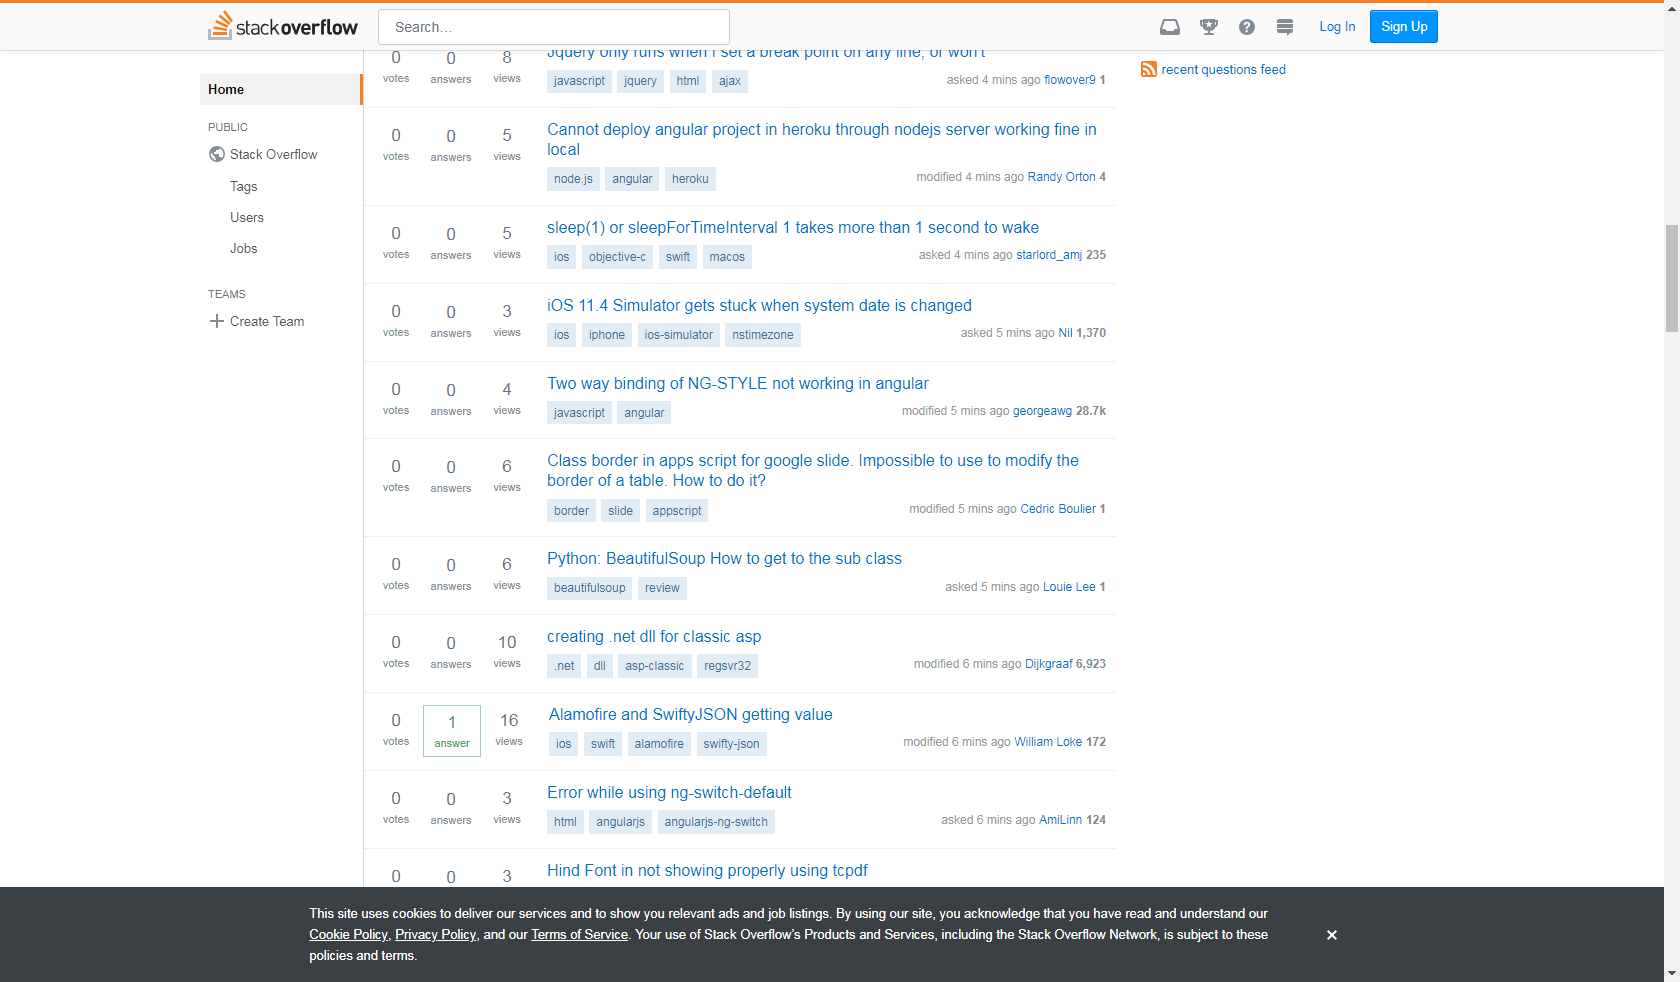 stackoverflow
Search...
?
Log In
Sign Up
Home
PUBLIC
Stack Overflow
Tags
Users
Jobs
TEAMS
Create Team
0 votes 0 answers 8 views
Jquery only runs when I set a break point on any line, or won't
javascript jquery html ajax
asked 4 mins ago flowover9 1
0 votes 0 answers 5 views
Cannot deploy angular project in heroku through nodejs server working fine in
local
node.js angular heroku
modified 4 mins ago Randy Orton 4
0 votes 0 answers 5 views
sleep(1) or sleepForTimeInterval 1 takes more than 1 second to wake
ios objective-c swift macos
asked 4 mins ago starlord_amj 235
0 votes 0 answers 3 views
iOS 11.4 Simulator gets stuck when system date is changed
ios iphone ios-simulator nstimezone
asked 5 mins ago Nil 1,370
0 votes 0 answers 4 views
Two way binding of NG-STYLE not working in angular
javascript angular
modified 5 mins ago georgeawg 28.7k
0 votes 0 answers 6 views
Class border in apps script for google slide. Impossible to use to modify the
border of a table. How to do it?
border slide appscript
modified 5 mins ago Cedric Boulier 1
0 votes 0 answers 6 views
Python: BeautifulSoup How to get to the sub class
beautifulsoup review
asked 5 mins ago Louie Lee 1
0 votes 0 answers 10 views
creating .net dll for classic asp
.net dll asp-classic regsvr32
modified 6 mins ago Dijkgraaf 6,923
0 votes 1 answer 16 views
Alamofire and SwiftyJSON getting value
ios swift alamofire swifty-json
modified 6 mins ago William Loke 172
0 votes 0 answers 3 views
Error while using ng-switch-default
html angularjs angularjs-ng-switch
asked 6 mins ago AmiLinn 124
0 0 3
Hind Font in not showing properly using tcpdf
recent questions feed
This site uses cookies to deliver our services and to show you relevant ads and job listings. By using our site, you acknowledge that you have read and understand our
Cookie Policy, Privacy Policy, and our Terms of Service. Your use of Stack Overflow's Products and Services, including the Stack Overflow Network, is subject to these
policies and terms.